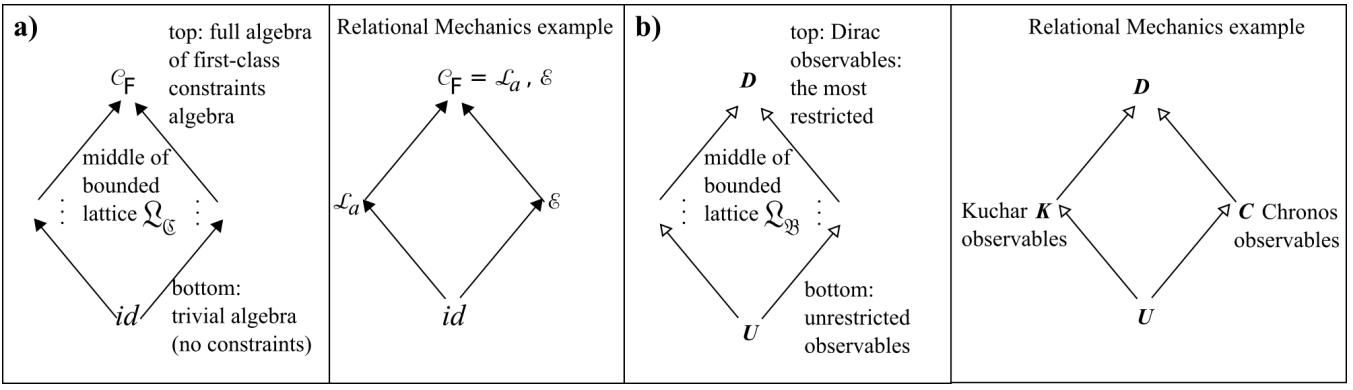 a)
top: full algebra
of first-class
constraints
algebra
𝒞F
middle of
bounded
lattice 𝔏ℭ
⋮ ⋮
id
bottom:
trivial algebra
(no constraints)
Relational Mechanics example
𝒞F = ℒa , ℰ
ℒa
ℰ
id
b)
top: Dirac
observables:
the most
restricted
D
middle of
bounded
lattice 𝔏𝔅
⋮ ⋮
bottom:
unrestricted
observables
U
Relational Mechanics example
D
Kuchar K
observables
C Chronos
observables
U